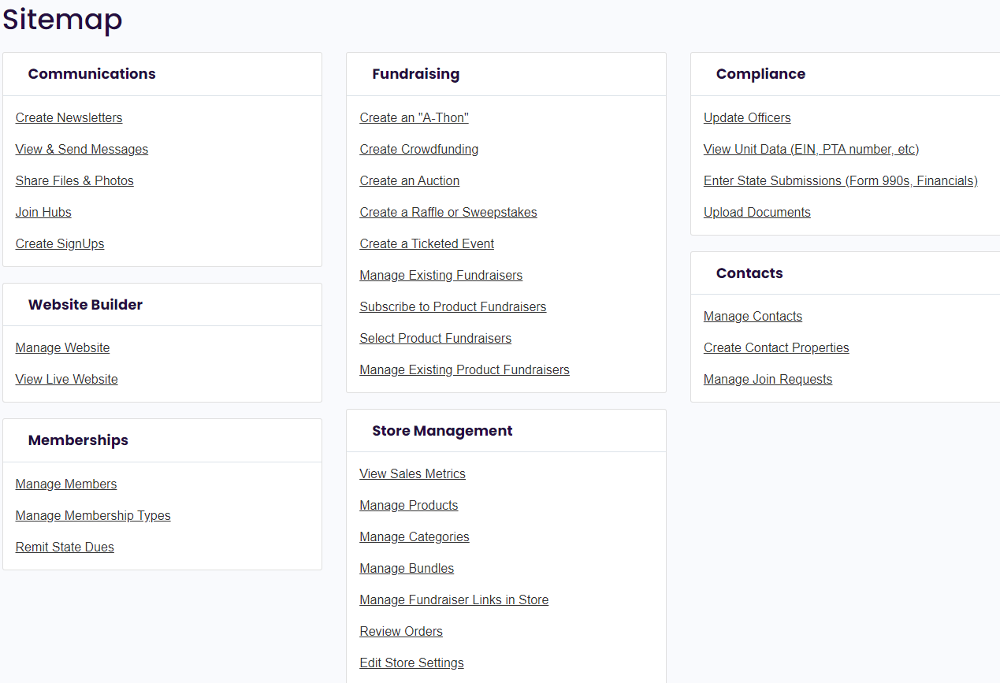 Sitemap
Communications
Create Newsletters
View & Send Messages
Share Files & Photos
Join Hubs
Create SignUps
Website Builder
Manage Website
View Live Website
Memberships
Manage Members
Manage Membership Types
Remit State Dues
Fundraising
Create an "A-Thon"
Create Crowdfunding
Create an Auction
Create a Raffle or Sweepstakes
Create a Ticketed Event
Manage Existing Fundraisers
Subscribe to Product Fundraisers
Select Product Fundraisers
Manage Existing Product Fundraisers
Store Management
View Sales Metrics
Manage Products
Manage Categories
Manage Bundles
Manage Fundraiser Links in Store
Review Orders
Edit Store Settings
Compliance
Update Officers
View Unit Data (EIN, PTA number, etc)
Enter State Submissions (Form 990s, Financials)
Upload Documents
Contacts
Manage Contacts
Create Contact Properties
Manage Join Requests